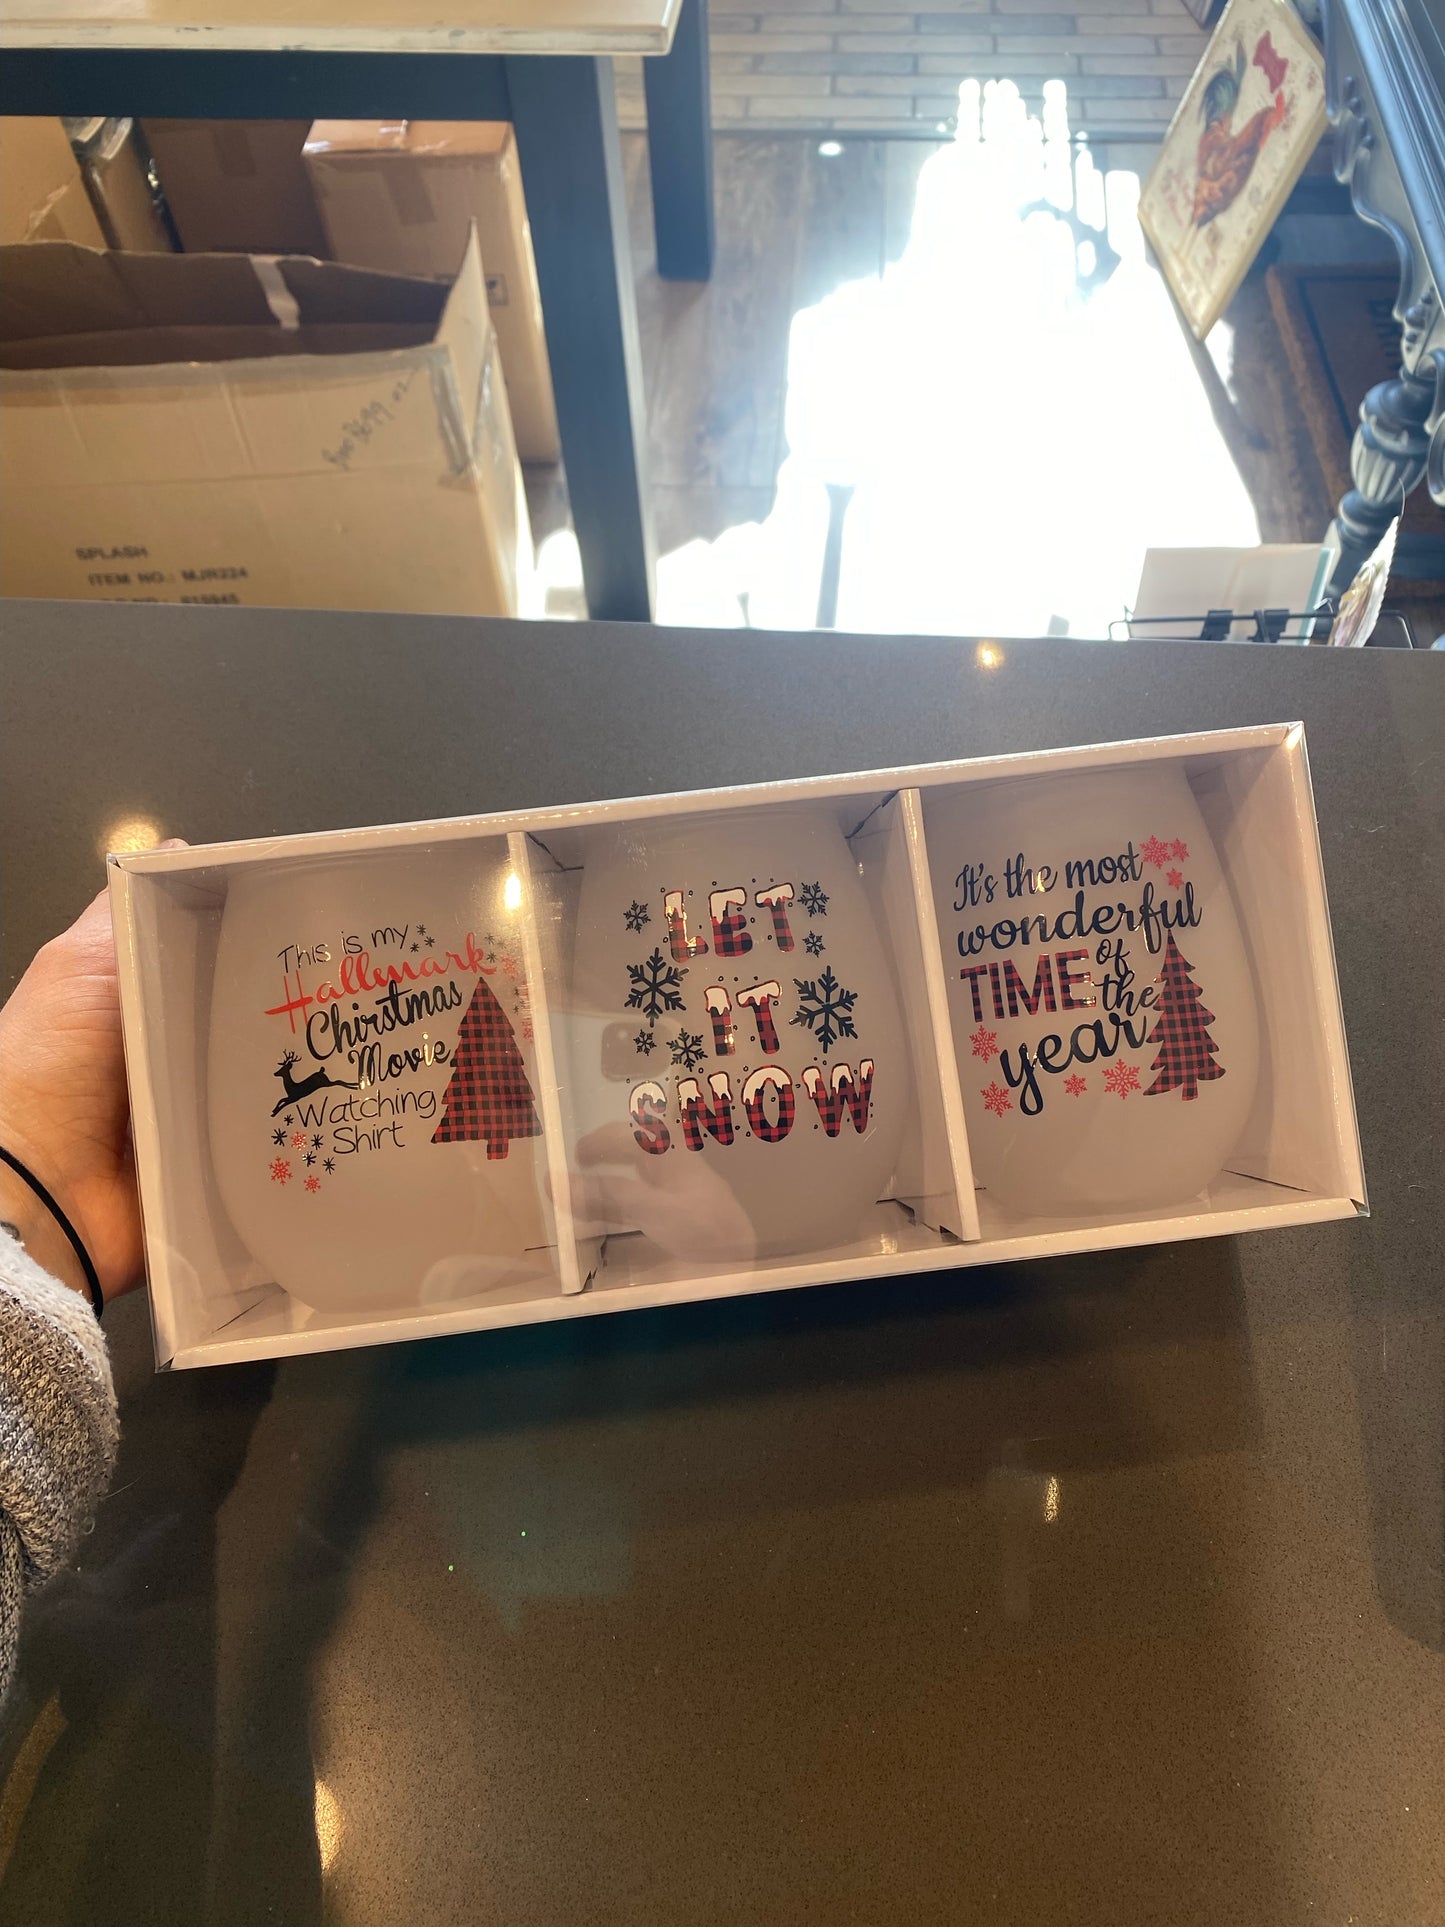 SPLASH
ITEM NO.: MJR224
This is my
Hallmark
Chirstmas
Movie
Watching
Shirt
LET
IT
SNOW
It's the most
wonderful
TIME of
the
year